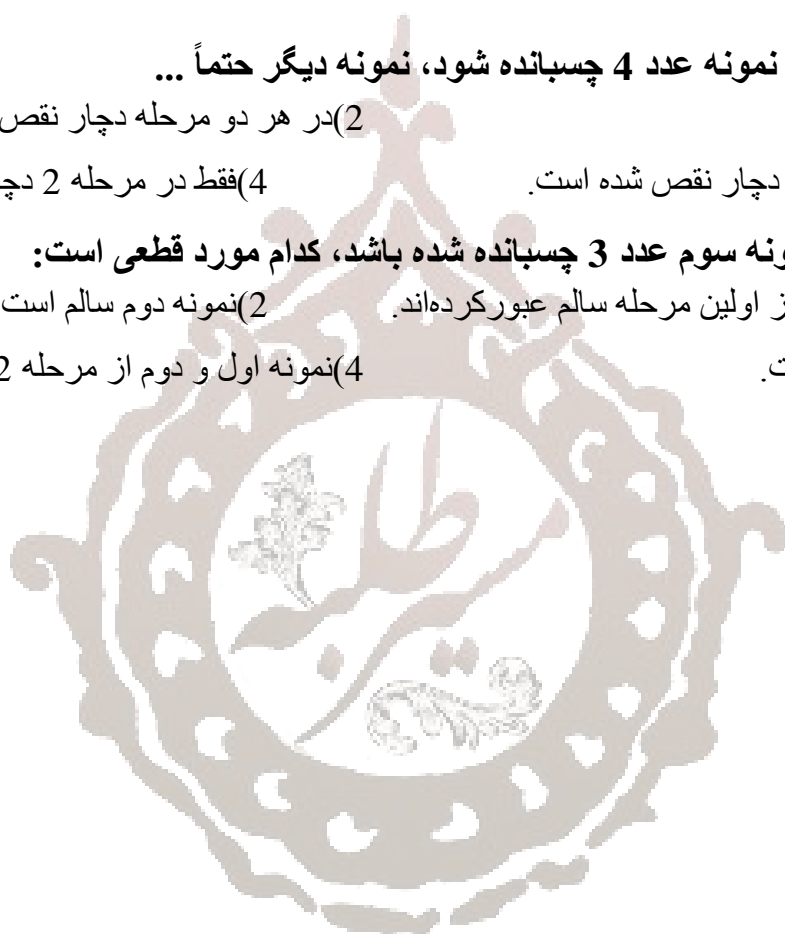 نمونه عدد 4 چسبانده شود، نمونه دیگر حتماً ...
2)در هر دو مرحله دچار نقص
دچار نقص شده است. 4)فقط در مرحله 2
سوم عدد 3 چسبانده شده باشد، کدام مورد قطعی است:
اولین مرحله سالم عبورکرده‌اند. 2)نمونه دوم سالم است
4)نمونه اول و دوم از مرحله 2
مسیر طلبه